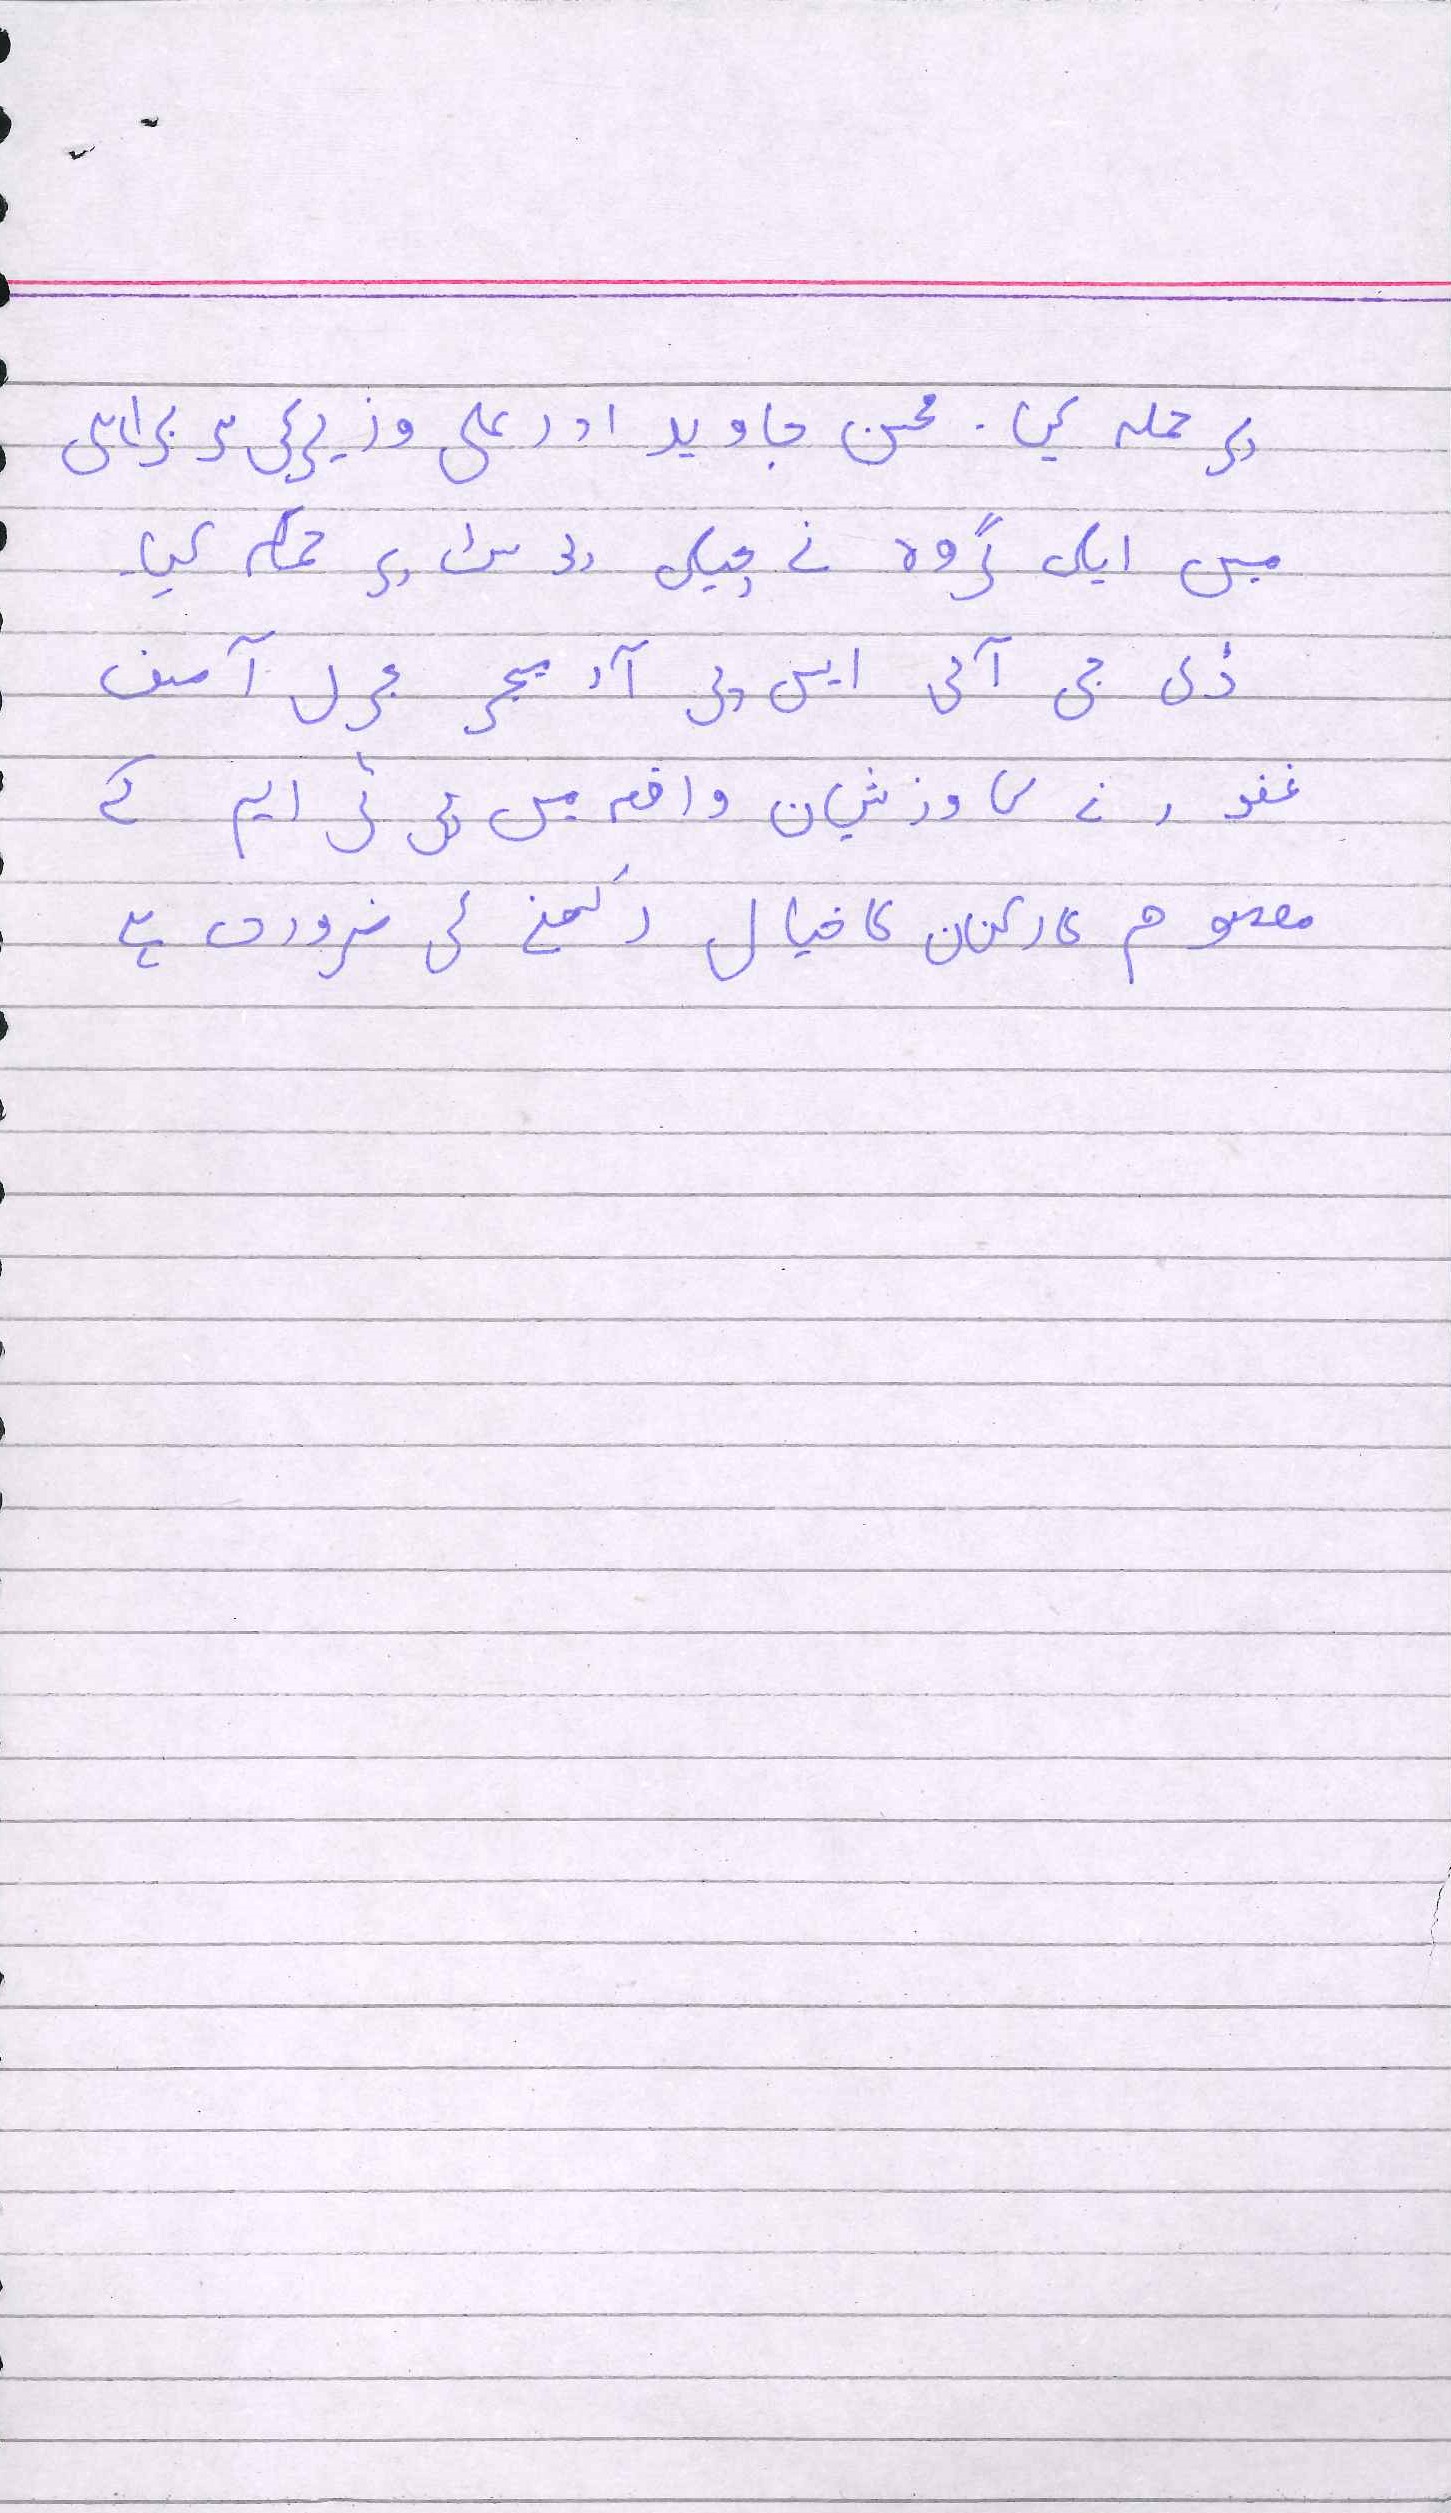 پر حملہ کیا۔ محسن جاوید اور علی وزیر کی سربراہی
میں ایک گروہ نے چیک پوسٹ پر حملہ کیا۔
ڈی جی آئی ایس پی آر میجر جنرل آصف
غفور نے کہا وزیرستان واقعہ میں پی ٹی ایم کے
معصوم کارکنان کا خیال رکھنے کی ضرورت ہے